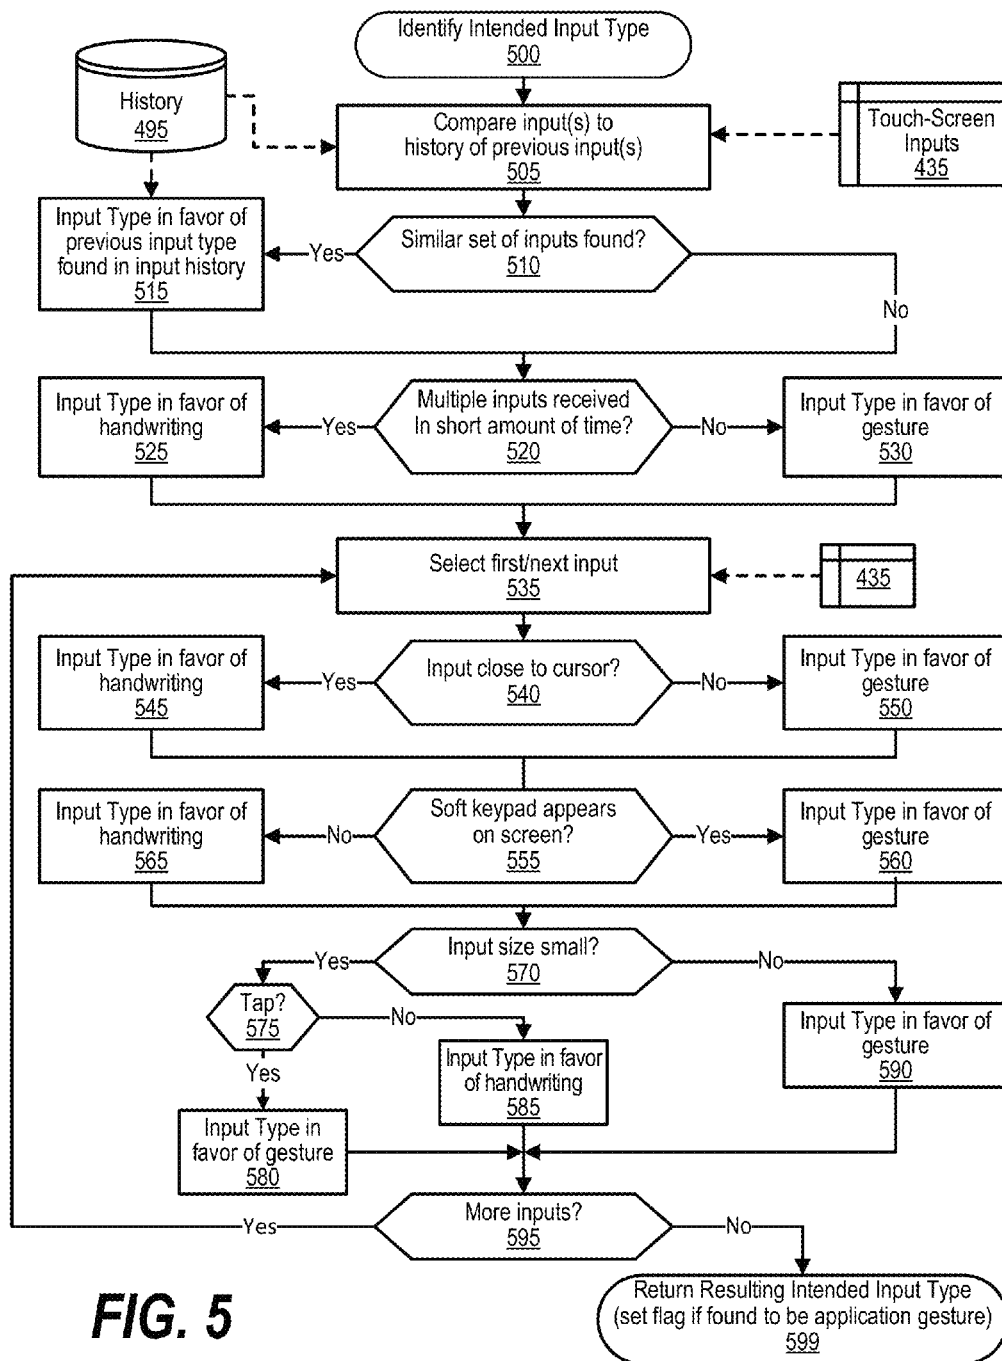 Identify Intended Input Type
500
History
495
Compare input(s) to
history of previous input(s)
505
Touch-Screen
Inputs
435
Input Type in favor of
previous input type
found in input history
515
Yes
Similar set of inputs found?
510
No
Input Type in favor of
handwriting
525
Yes
Multiple inputs received
In short amount of time?
520
No
Input Type in favor of
gesture
530
Select first/next input
535
435
Input Type in favor of
handwriting
545
Yes
Input close to cursor?
540
No
Input Type in favor of
gesture
550
Input Type in favor of
handwriting
565
No
Soft keypad appears
on screen?
555
Yes
Input Type in favor of
gesture
560
Yes
Input size small?
570
No
Tap?
575
No
Yes
Input Type in favor
of handwriting
585
Input Type in favor of
gesture
590
Input Type in
favor of gesture
580
Yes
More inputs?
595
No
Return Resulting Intended Input Type
(set flag if found to be application gesture)
599
FIG. 5